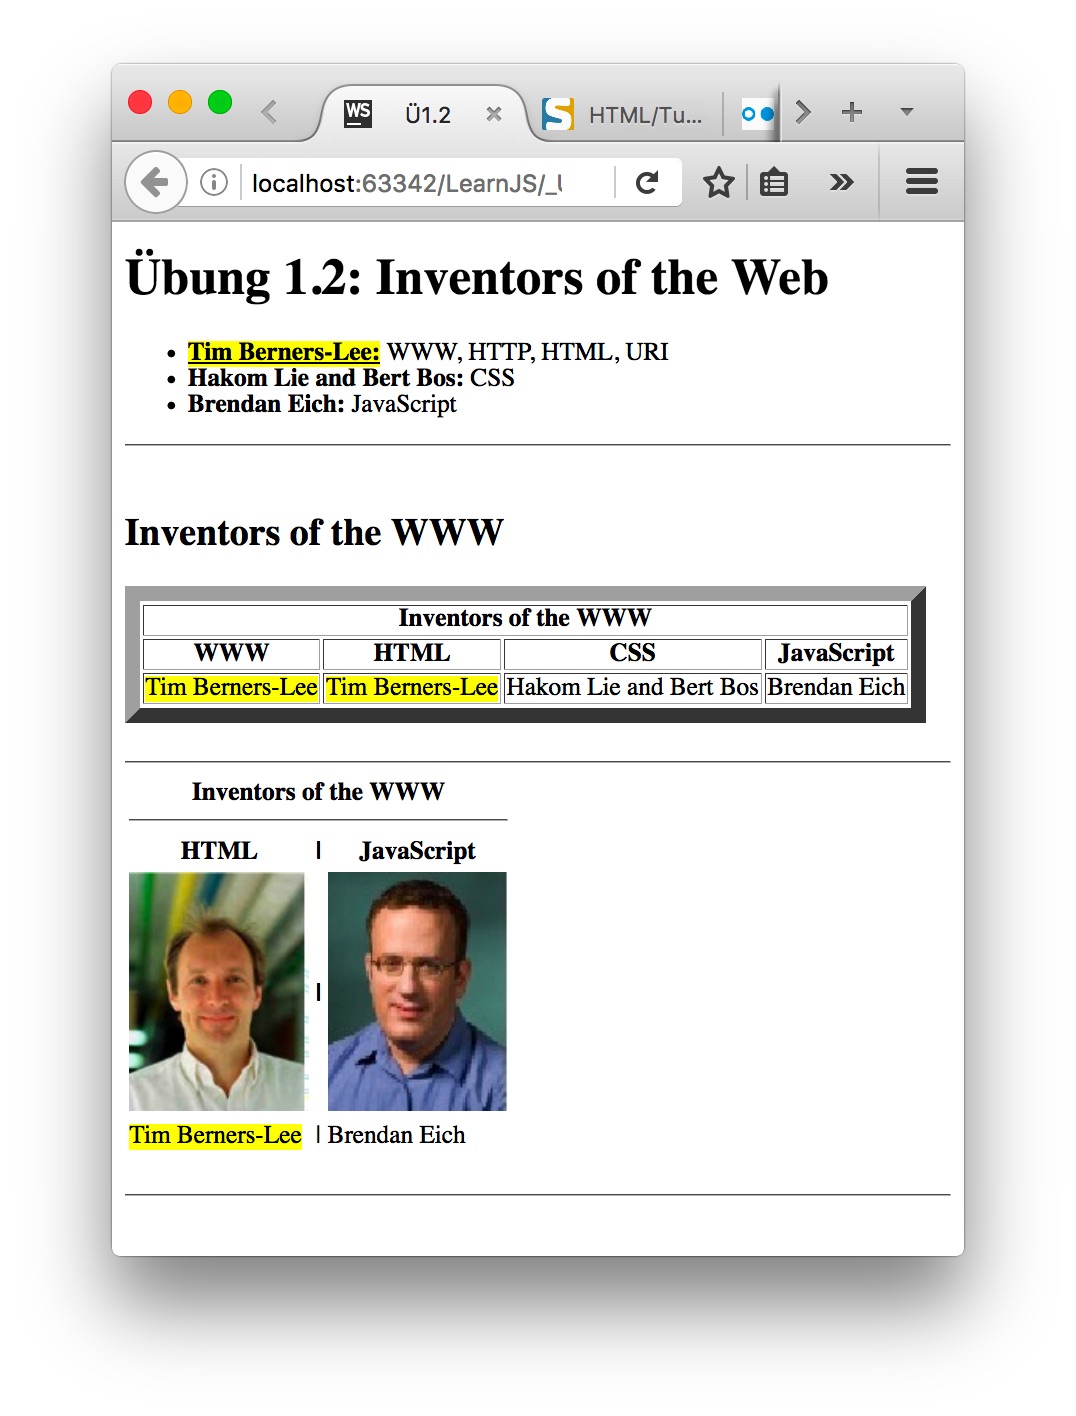 WS Ü1.2 × S HTML/Tu...
localhost:63342/LearnJS/_
Übung 1.2: Inventors of the Web
• Tim Berners-Lee: WWW, HTTP, HTML, URI
• Hakom Lie and Bert Bos: CSS
• Brendan Eich: JavaScript
Inventors of the WWW
Inventors of the WWW
WWW HTML CSS JavaScript
Tim Berners-Lee Tim Berners-Lee Hakom Lie and Bert Bos Brendan Eich
Inventors of the WWW
HTML | JavaScript
|
Tim Berners-Lee | Brendan Eich